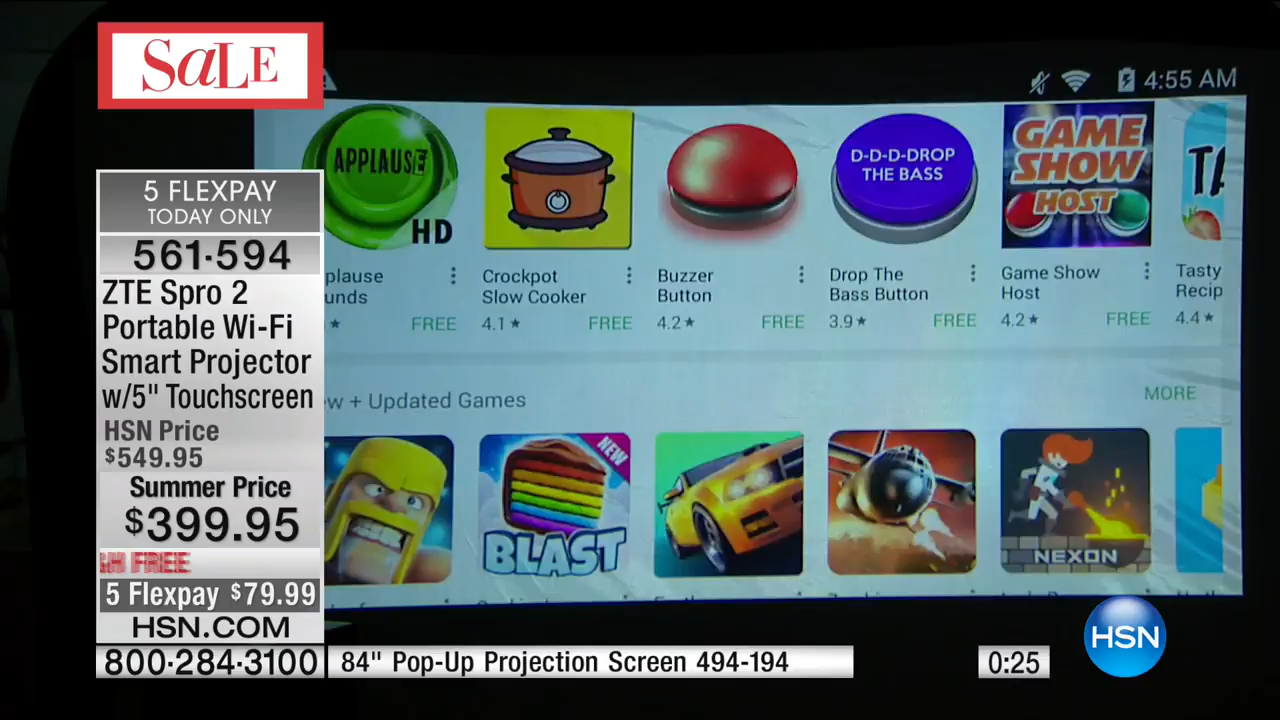 SaLE
4:55 AM
5 FLEXPAY
TODAY ONLY
561·594
ZTE Spro 2
Portable Wi-Fi
Smart Projector
w/5" Touchscreen
HSN Price
$549.95
Summer Price
$399.95
FREE
5 Flexpay $79.99
HSN.COM
800·284·3100
84" Pop-Up Projection Screen 494-194
0:25
HSN
APPLAUSE
HD
D-D-D-DROP
THE BASS
GAME
SHOW
HOST
plause
unds
FREE
Crockpot
Slow Cooker
4.1★ FREE
Buzzer
Button
4.2★ FREE
Drop The
Bass Button
3.9★ FREE
Game Show
Host
4.2★ FREE
Tasty
Recip
4.4★
w + Updated Games
MORE
NEW
BLAST
NEXON